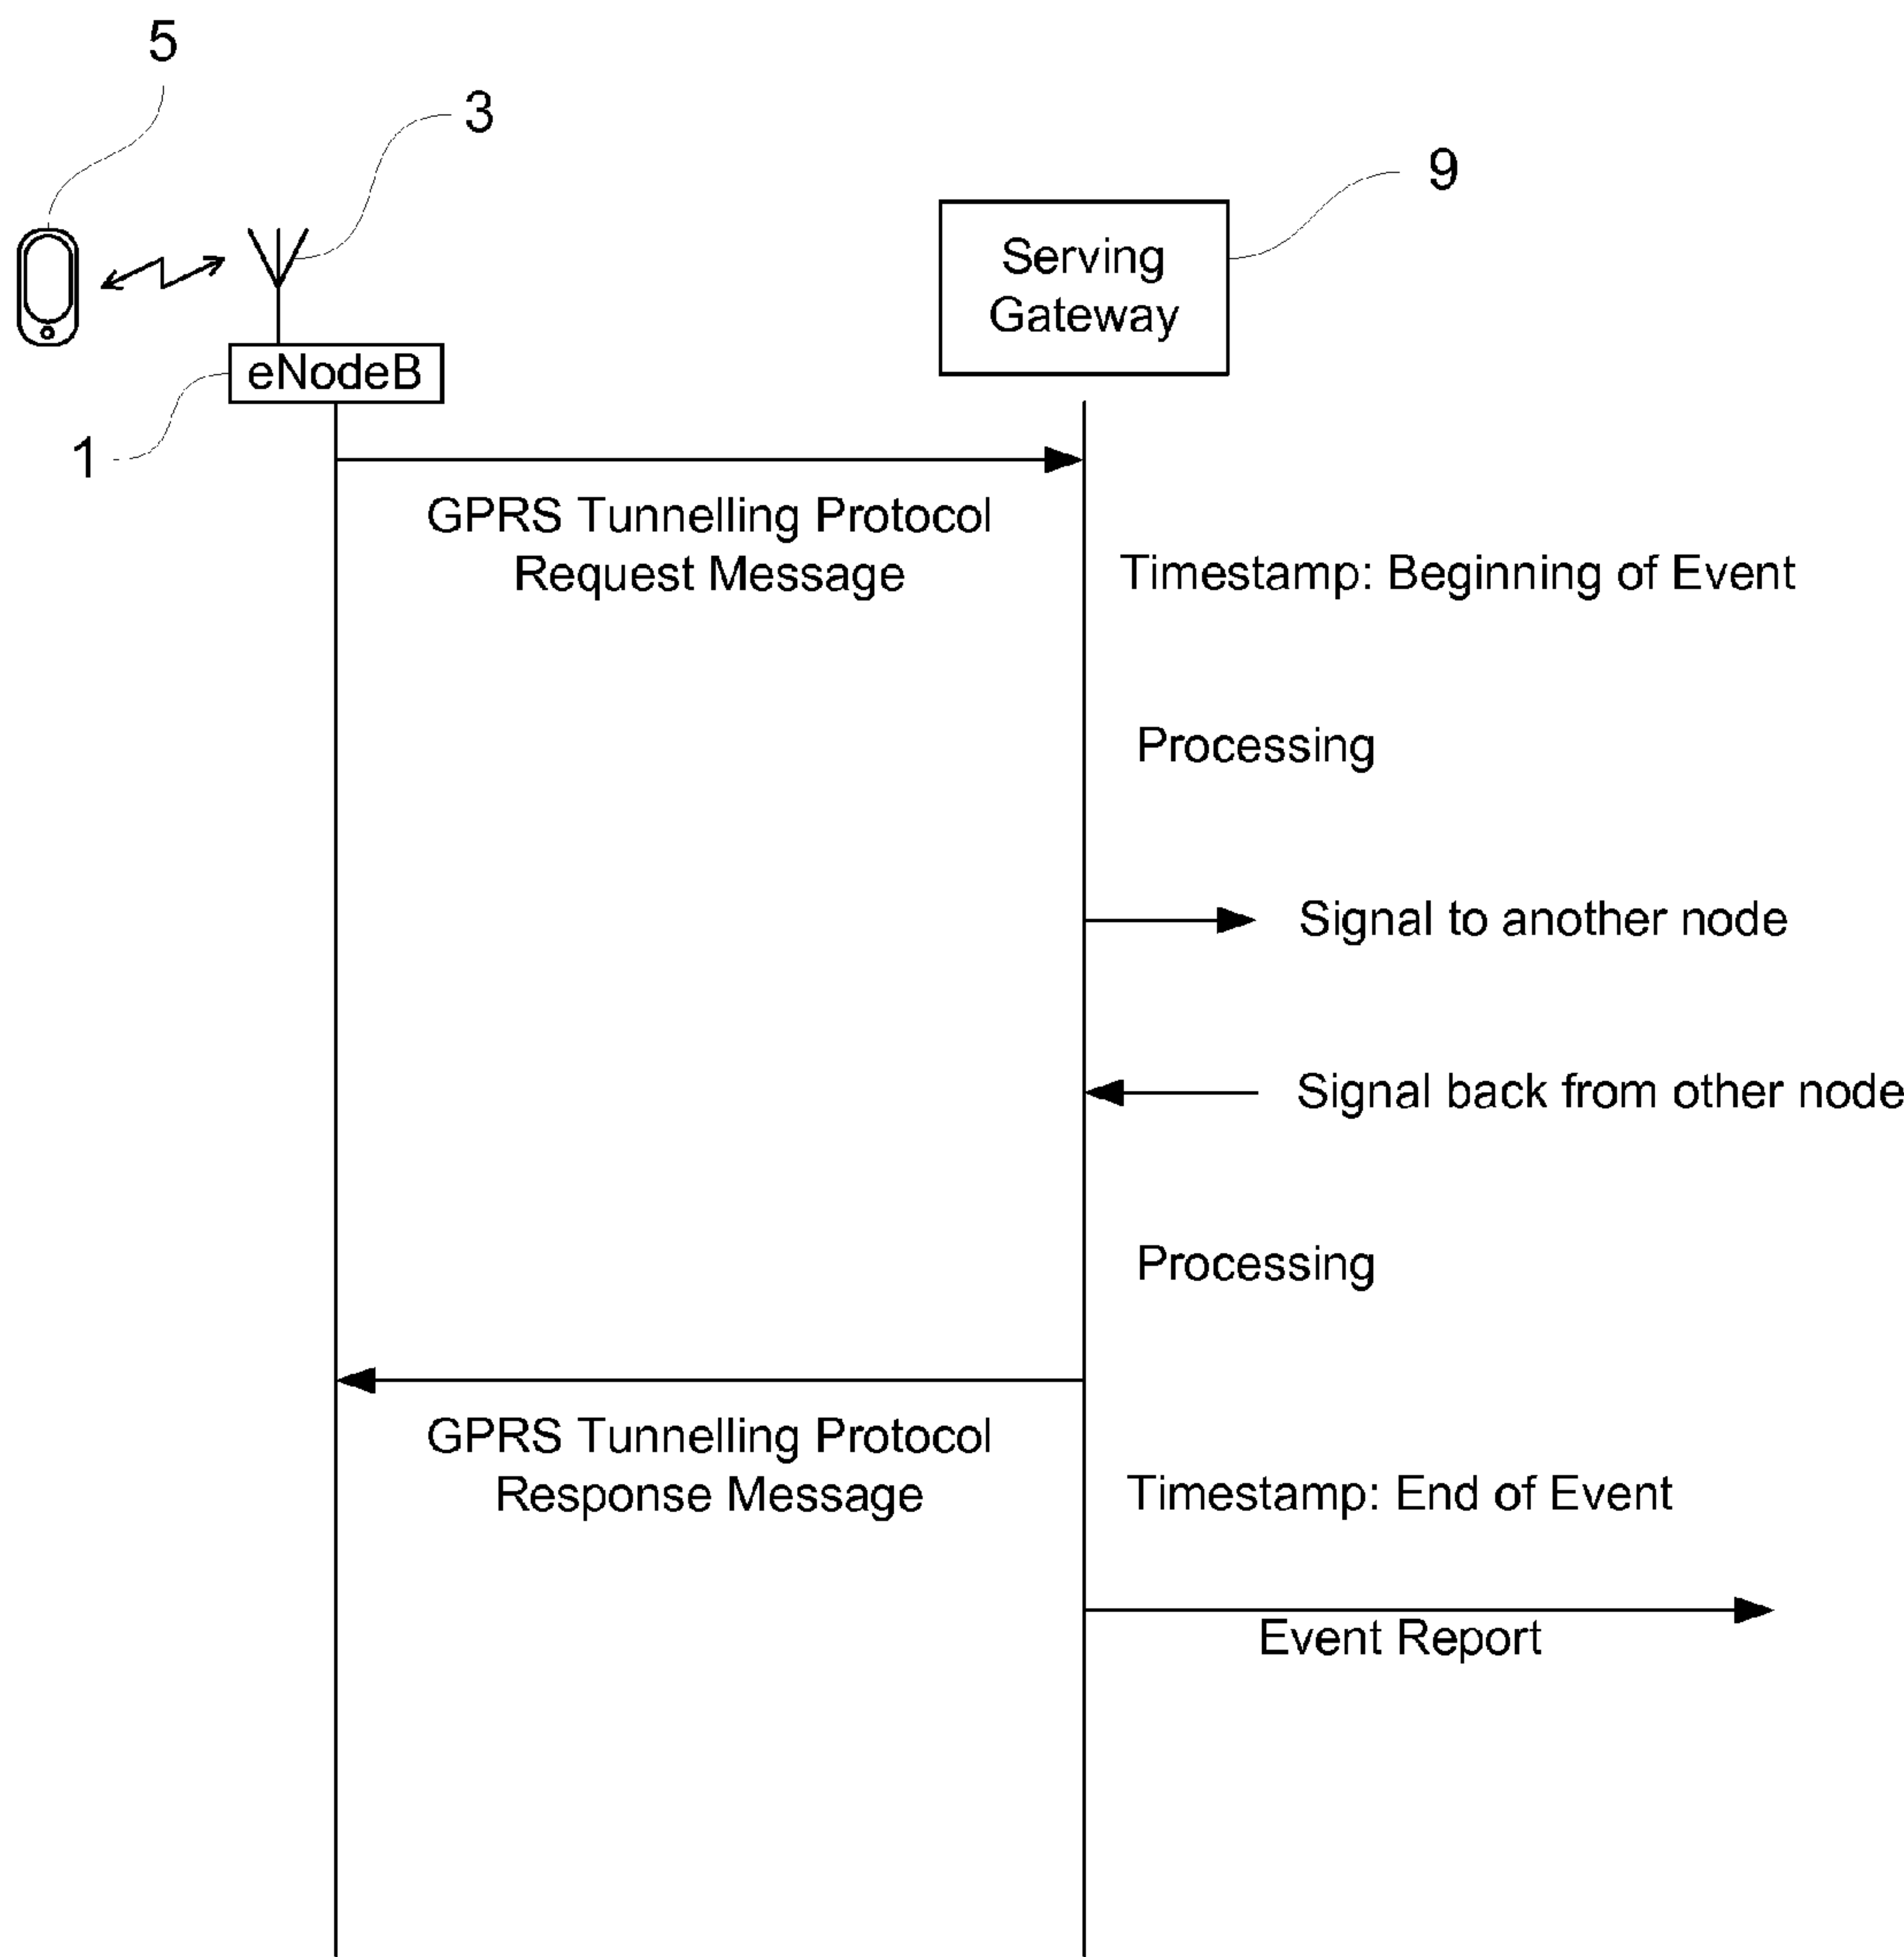 5
3
9
Serving
Gateway
eNodeB
1
GPRS Tunnelling Protocol
Request Message
Timestamp: Beginning of Event
Processing
Signal to another node
Signal back from other node
Processing
GPRS Tunnelling Protocol
Response Message
Timestamp: End of Event
Event Report